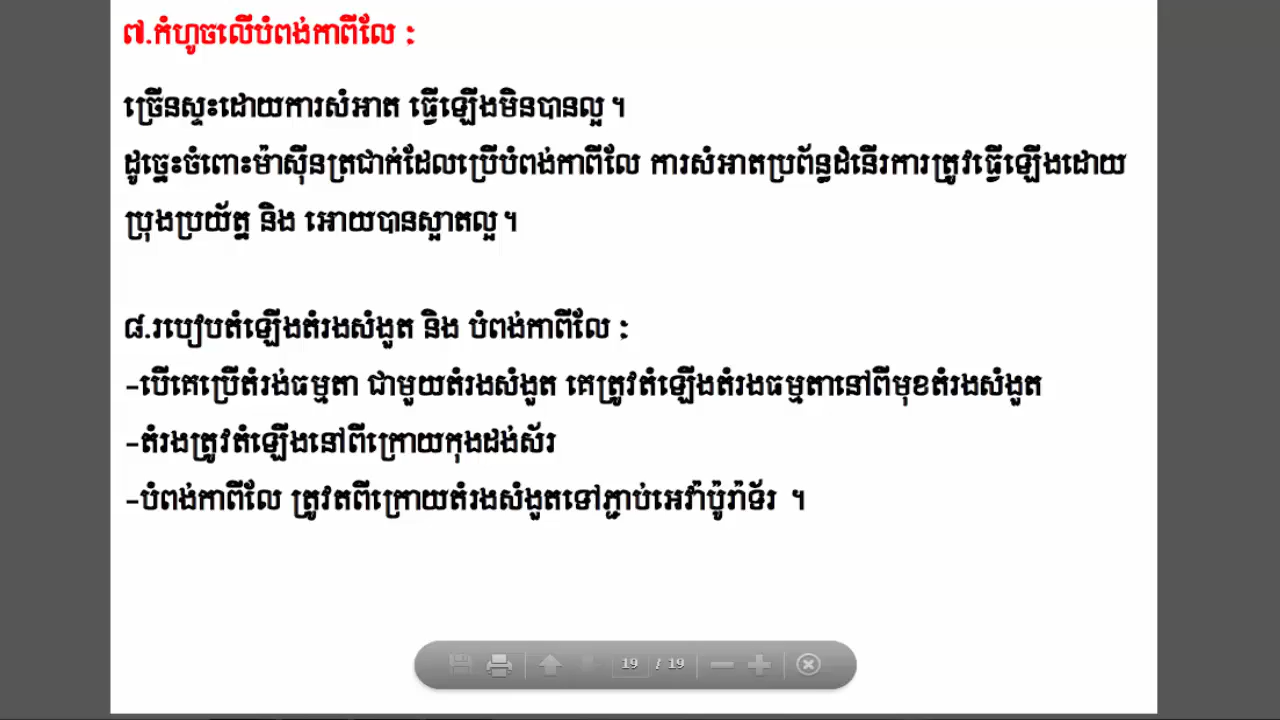 ៧.កំហូចលើបំពង់កាពីលែ :
ច្រើនស្ទះដោយការសំអាត ធ្វើឡើងមិនបានល្អ។
ដូច្នេះចំពោះម៉ាស៊ីនត្រជាក់ដែលប្រើបំពង់កាពីលែ ការសំអាតប្រព័ន្ធដំនើរការត្រូវធ្វើឡើងដោយ
ប្រុងប្រយ័ត្ន និង អោយបានស្អាតល្អ។
៨.របៀបតំឡើងតំរងសំងួត និង បំពង់កាពីលែ :
-បើគេប្រើតំរង់ធម្មតា ជាមួយតំរងសំងួត គេត្រូវតំឡើងតំរងធម្មតានៅពីមុខតំរងសំងួត
-តំរងត្រូវតំឡើងនៅពីក្រោយកុងដង់ស័រ
-បំពង់កាពីលែ ត្រូវតពីក្រោយតំរងសំងួតទៅភ្ជាប់អេវ៉ាប៉ូរ៉ាទ័រ ។
19 / 19